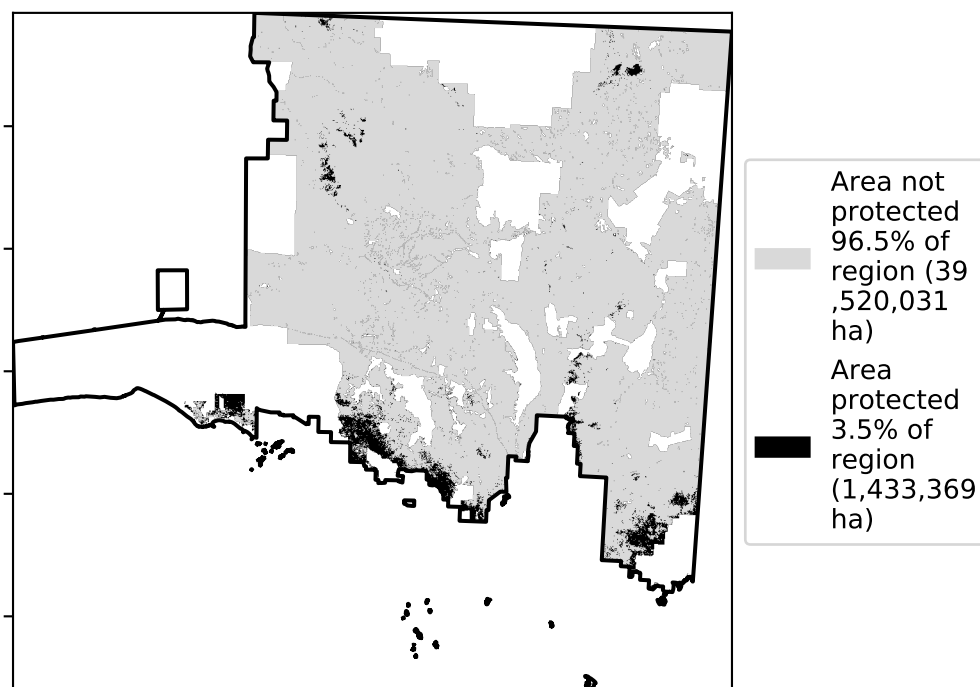 Area not
protected
96.5% of
region (39
,520,031
ha)
Area
protected
3.5% of
region
(1,433,369
ha)